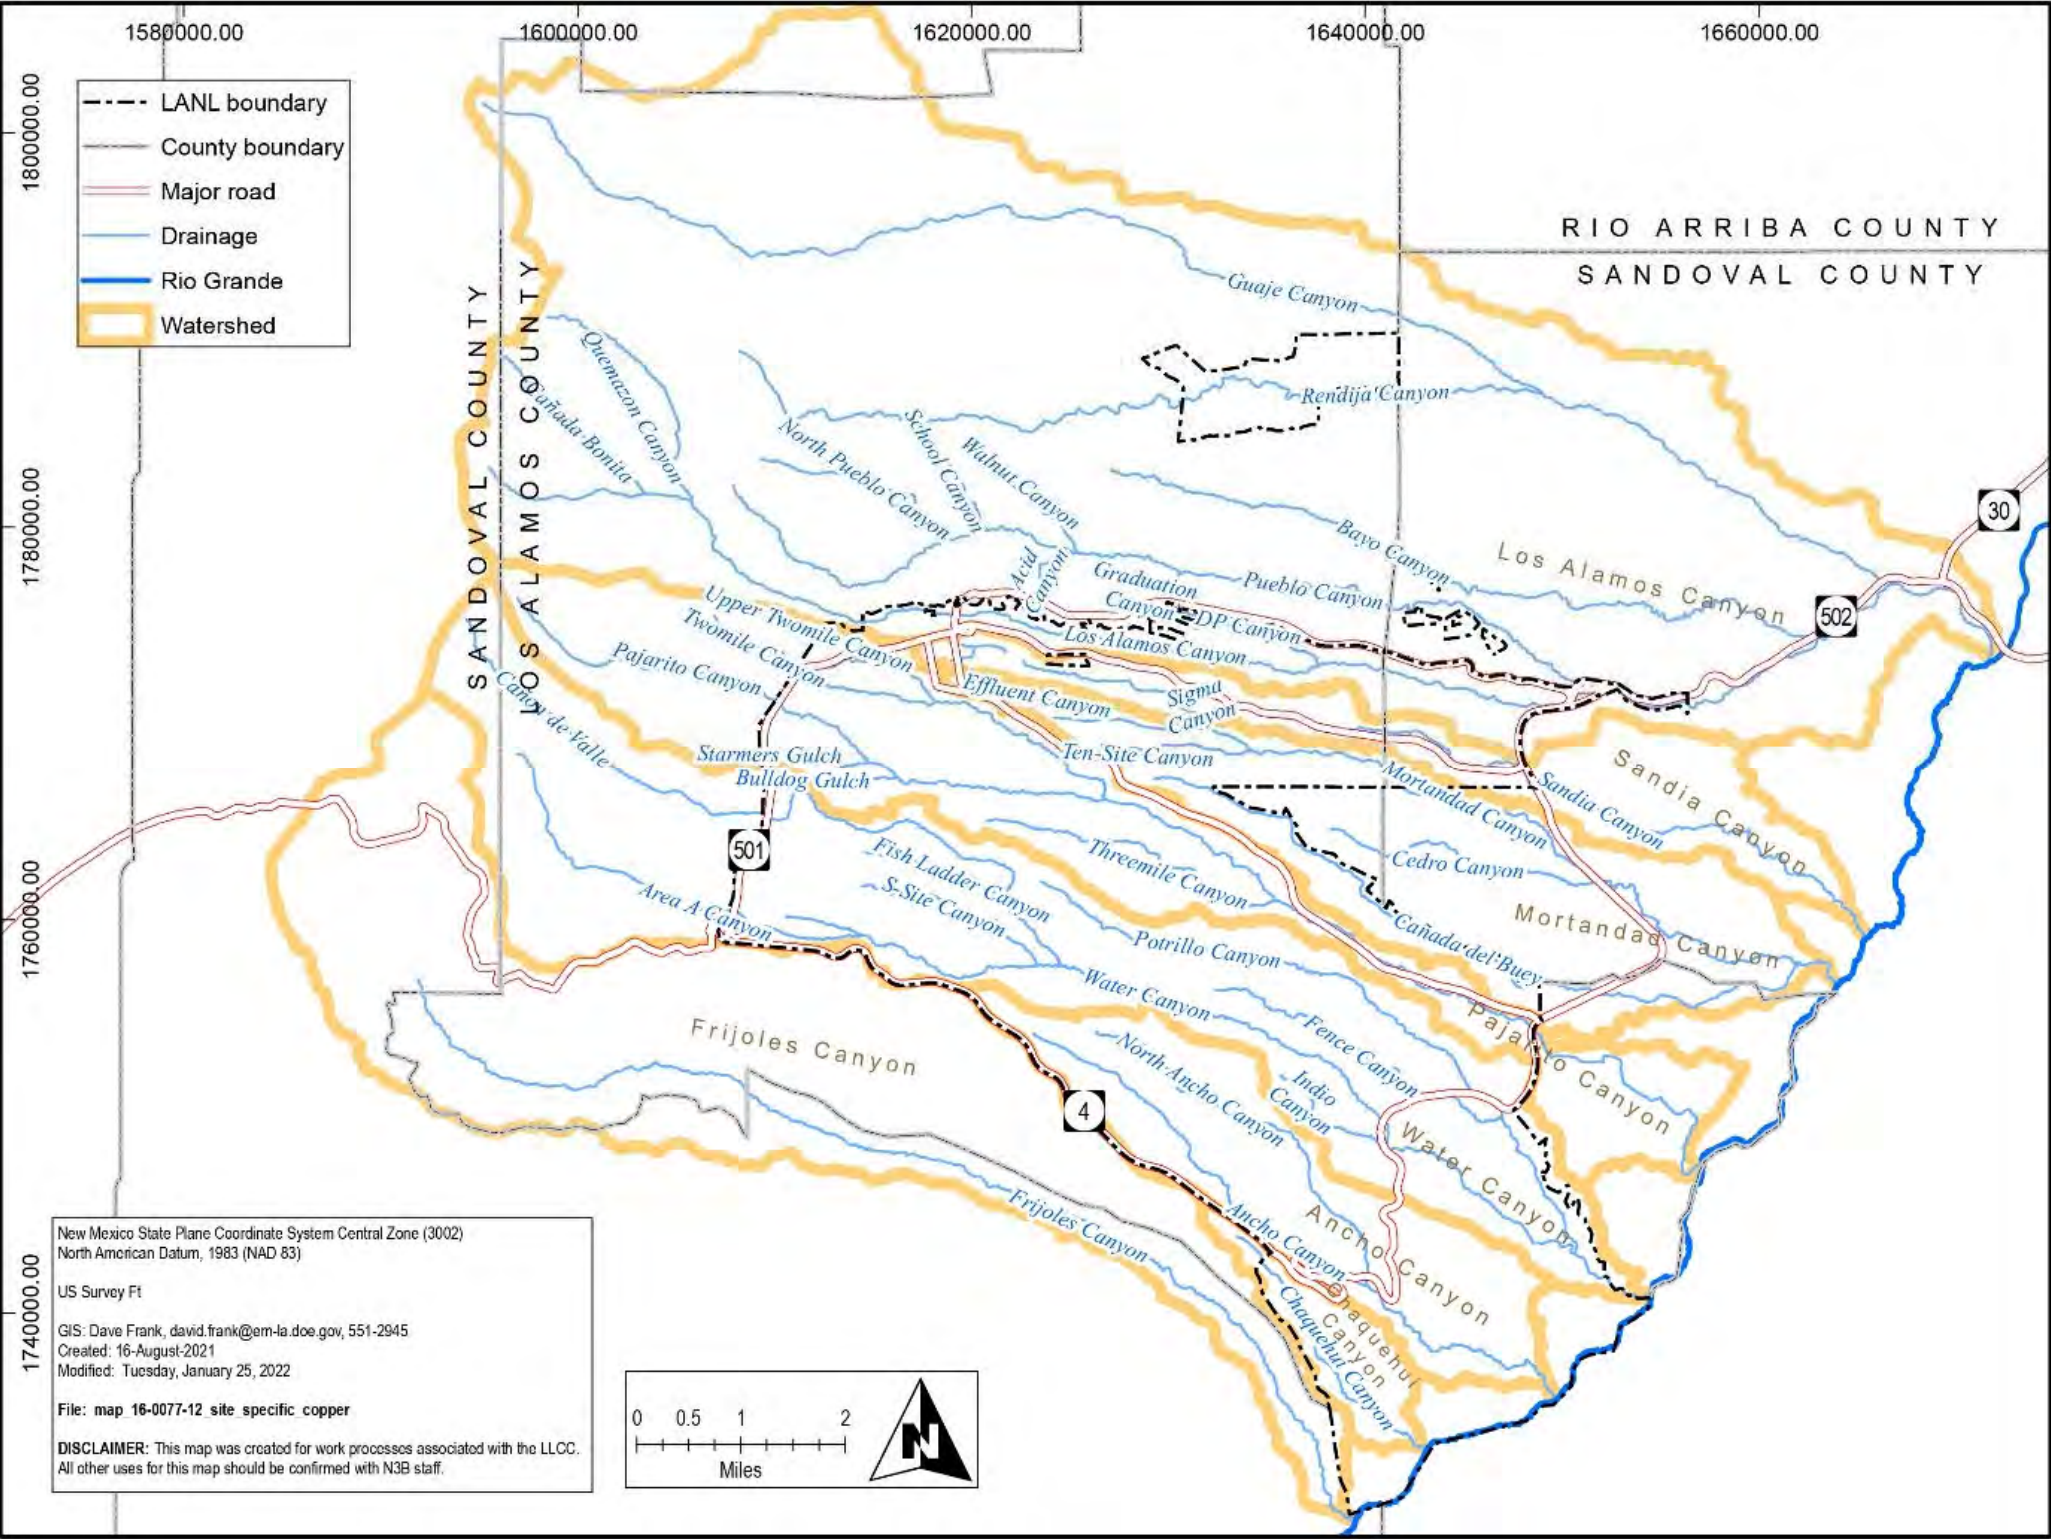 1580000.00
1600000.00
1620000.00
1640000.00
1660000.00
1800000.00
1780000.00
1760000.00
1740000.00
LANL boundary
County boundary
Major road
Drainage
Rio Grande
Watershed
RIO ARRIBA COUNTY
SANDOVAL COUNTY
SANDOVAL COUNTY
LOS ALAMOS COUNTY
Guaje Canyon
Rendija Canyon
Quemazon Canyon
Cañada Bonita
North Pueblo Canyon
School Canyon
Walnut Canyon
Acid
Canyon
Graduation
Canyon
Bayo Canyon
Pueblo Canyon
DP Canyon
Los Alamos Canyon
Los Alamos Canyon
30
502
Upper Twomile Canyon
Twomile Canyon
Pajarito Canyon
Cañon de Valle
Effluent Canyon
Sigma
Canyon
Starmers Gulch
Bulldog Gulch
Ten-Site Canyon
Mortandad Canyon
Sandia Canyon
Sandia Canyon
501
Fish Ladder Canyon
S-Site Canyon
Threemile Canyon
Cedro Canyon
Area A Canyon
Cañada del Buey
Mortandad Canyon
Potrillo Canyon
Water Canyon
Fence Canyon
Pajarito Canyon
Frijoles Canyon
North Ancho Canyon
Indio
Canyon
4
Water Canyon
Frijoles Canyon
Ancho Canyon
Ancho Canyon
Chaquehui
Canyon
Chaquehui Canyon
New Mexico State Plane Coordinate System Central Zone (3002)
North American Datum, 1983 (NAD 83)
US Survey Ft
GIS: Dave Frank, david.frank@em-la.doe.gov, 551-2945
Created: 16-August-2021
Modified: Tuesday, January 25, 2022
File: map_16-0077-12_site_specific_copper
DISCLAIMER: This map was created for work processes associated with the LLCC.
All other uses for this map should be confirmed with N3B staff.
0 0.5 1 2
Miles
N